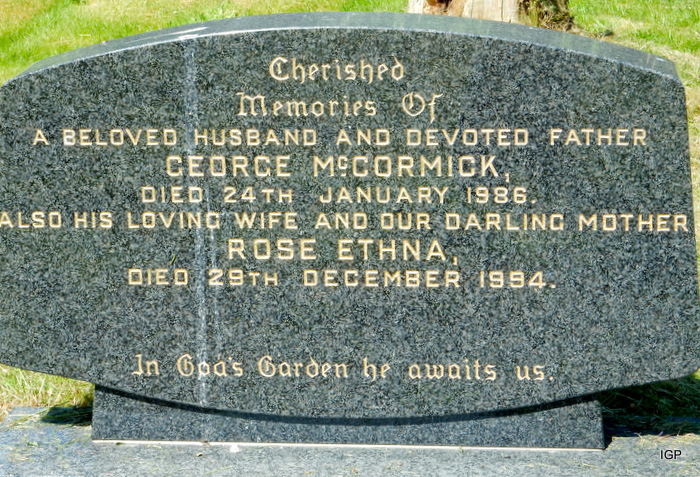 Cherished
Memories Of
A BELOVED HUSBAND AND DEVOTED FATHER
GEORGE McCORMICK,
DIED 24TH JANUARY 1986.
ALSO HIS LOVING WIFE AND OUR DARLING MOTHER
ROSE ETHNA,
DIED 29TH DECEMBER 1994.
In God's Garden he awaits us.
IGP